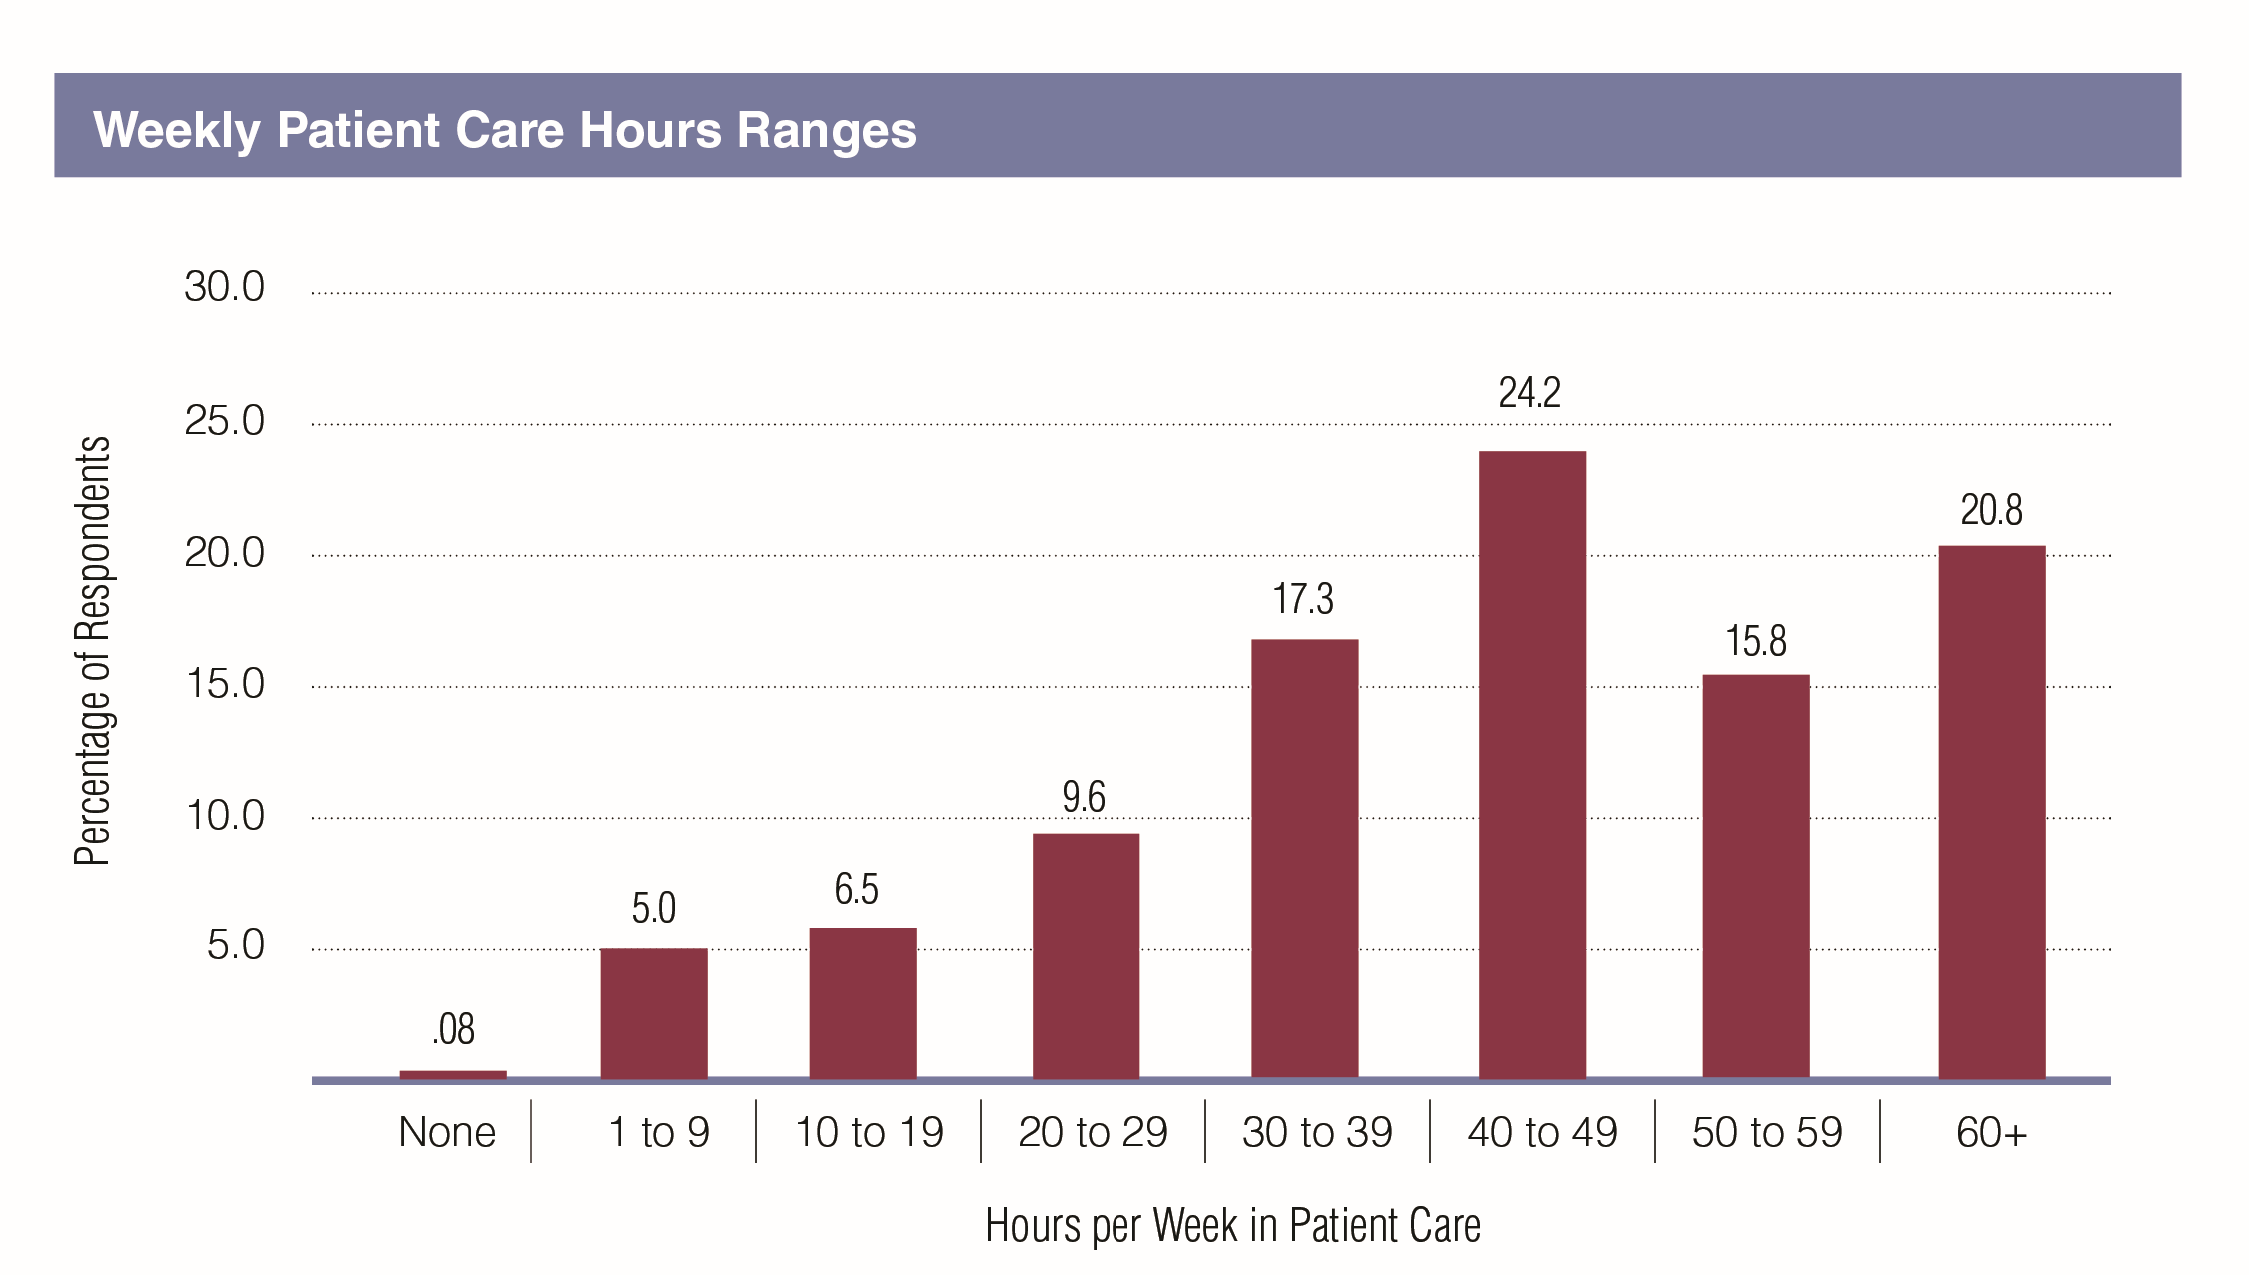 Weekly Patient Care Hours Ranges
30.0
25.0
20.0
15.0
10.0
5.0
Percentage of Respondents
.08
5.0
6.5
9.6
17.3
24.2
15.8
20.8
None
1 to 9
10 to 19
20 to 29
30 to 39
40 to 49
50 to 59
60+
Hours per Week in Patient Care